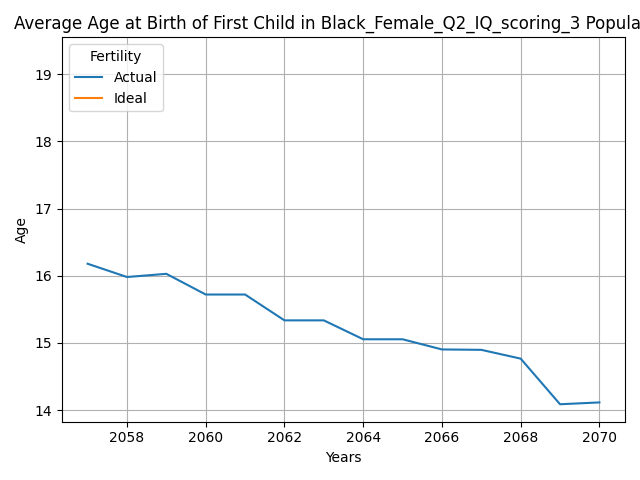 Average Age at Birth of First Child in Black_Female_Q2_IQ_scoring_3 Popula
Fertility
Actual
Ideal
19
18
17
16
15
14
Age
2058 2060 2062 2064 2066 2068 2070
Years